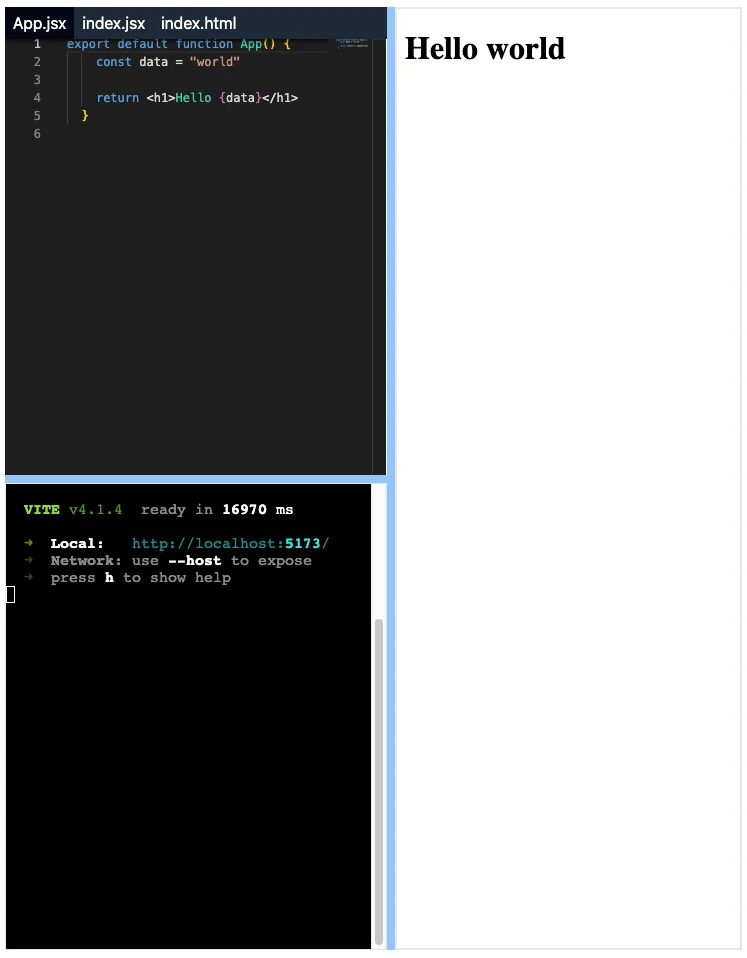 App.jsx index.jsx index.html
1 export default function App() {
2 const data = "world"
3
4 return <h1>Hello {data}</h1>
5 }
6
VITE v4.1.4 ready in 16970 ms
➜ Local: http://localhost:5173/
➜ Network: use --host to expose
➜ press h to show help
Hello world